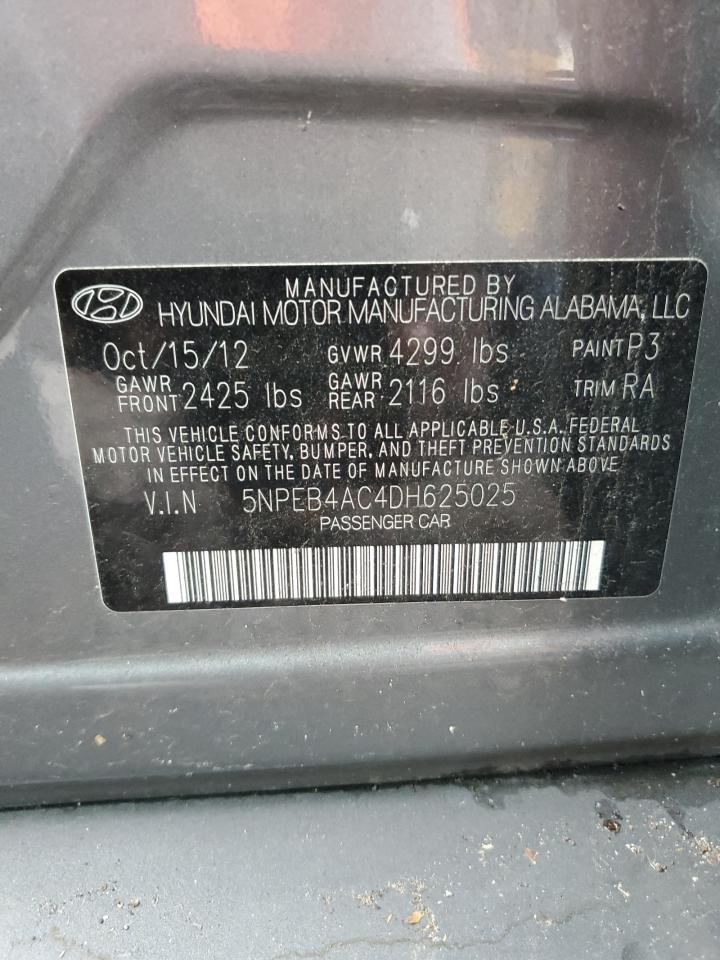 MANUFACTURED BY
HYUNDAI MOTOR MANUFACTURING ALABAMA, LLC
Oct/15/12 GVWR 4299 lbs PAINT P3
GAWR FRONT 2425 lbs GAWR REAR 2116 lbs TRIM RA
THIS VEHICLE CONFORMS TO ALL APPLICABLE U.S.A. FEDERAL
MOTOR VEHICLE SAFETY, BUMPER, AND THEFT PREVENTION STANDARDS
IN EFFECT ON THE DATE OF MANUFACTURE SHOWN ABOVE
V.I.N 5NPEB4AC4DH625025
PASSENGER CAR